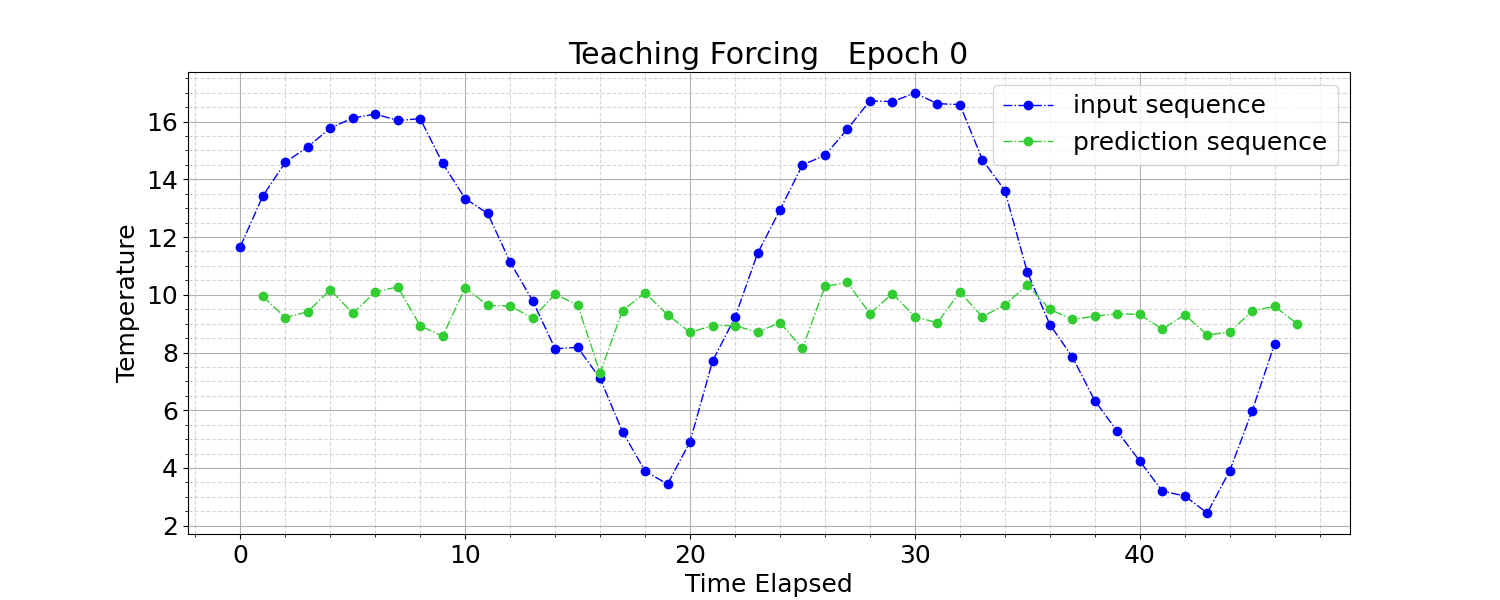 Teaching Forcing   Epoch 0
input sequence
prediction sequence
Temperature
16
14
12
10
8
6
4
2
0 10 20 30 40
Time Elapsed